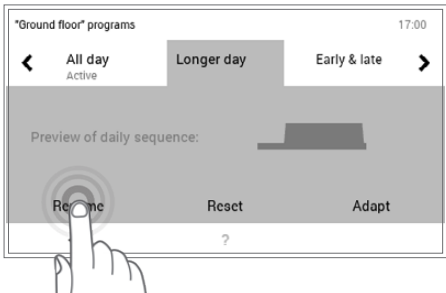 "Ground floor" programs 17:00
All day Longer day Early & late
Active
Preview of daily sequence:
Reset Adapt
?